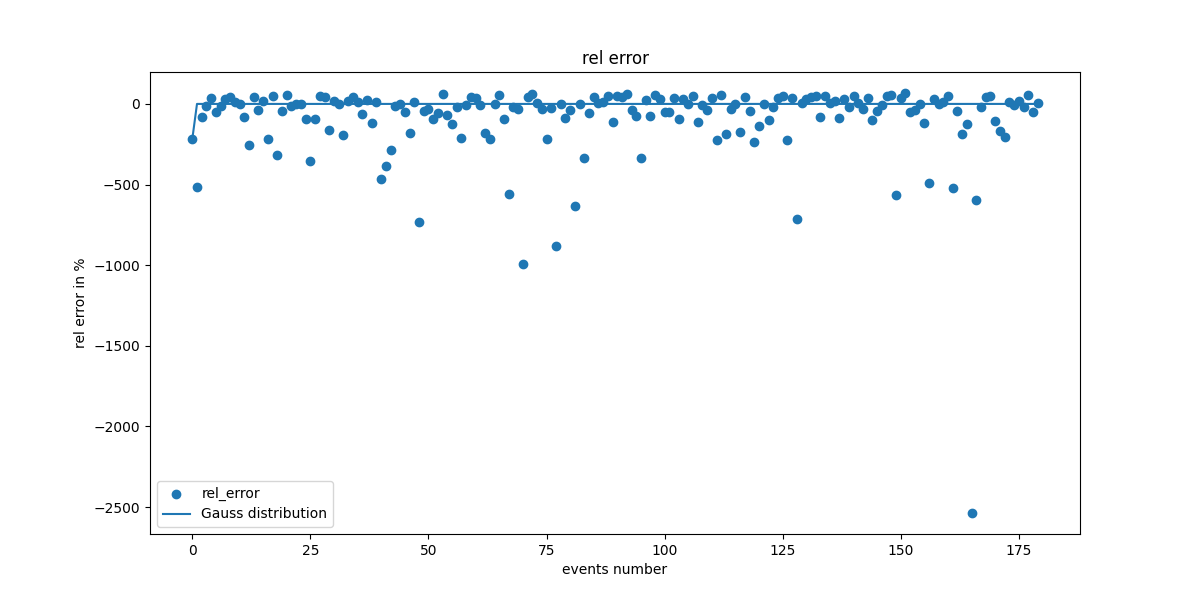 rel error
rel error in %
0
−500
−1000
−1500
−2000
−2500
rel_error
Gauss distribution
0 25 50 75 100 125 150 175
events number